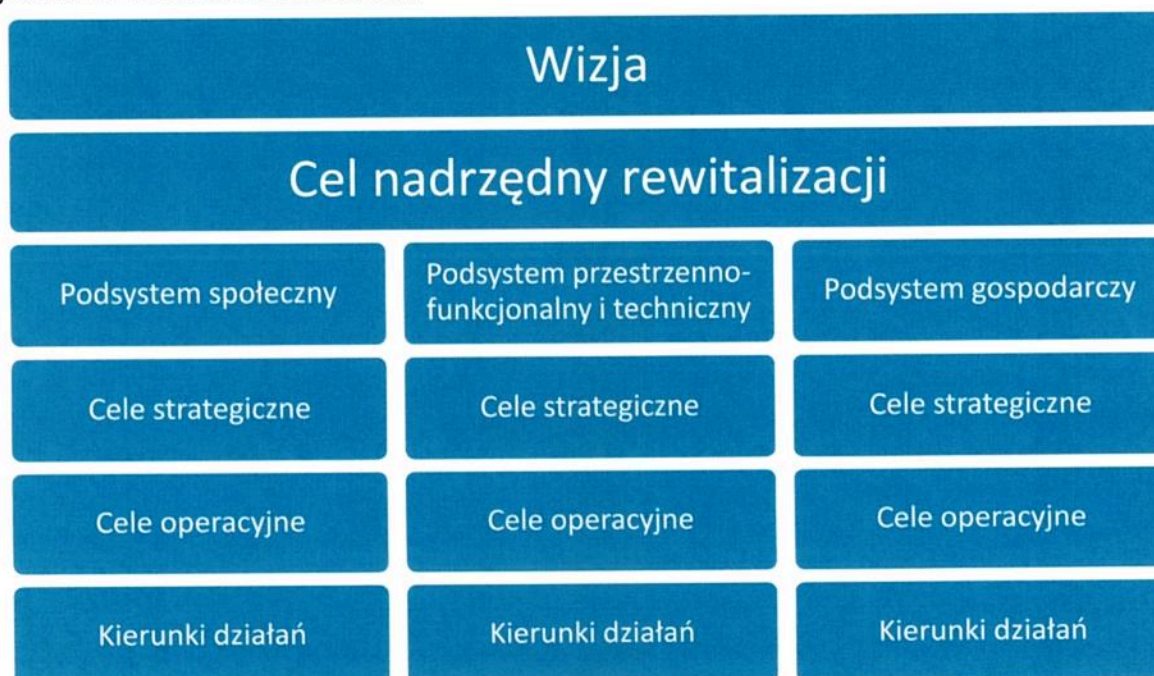 Wizja
Cel nadrzędny rewitalizacji
Podsystem społeczny
Podsystem przestrzenno-
funkcjonalny i techniczny
Podsystem gospodarczy
Cele strategiczne
Cele strategiczne
Cele strategiczne
Cele operacyjne
Cele operacyjne
Cele operacyjne
Kierunki działań
Kierunki działań
Kierunki działań